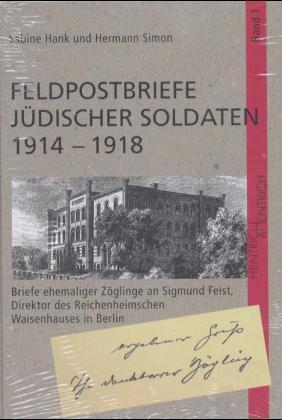 Sabine Hank und Hermann Simon
Band 1
FELDPOSTBRIEFE
JÜDISCHER SOLDATEN
1914 – 1918
HENTRICH
& HENTRICH
Briefe ehemaliger Zöglinge an Sigmund Feist,
Direktor des Reichenheimschen
Waisenhauses in Berlin
ergebener Gruß
Ihr dankbarer Zögling